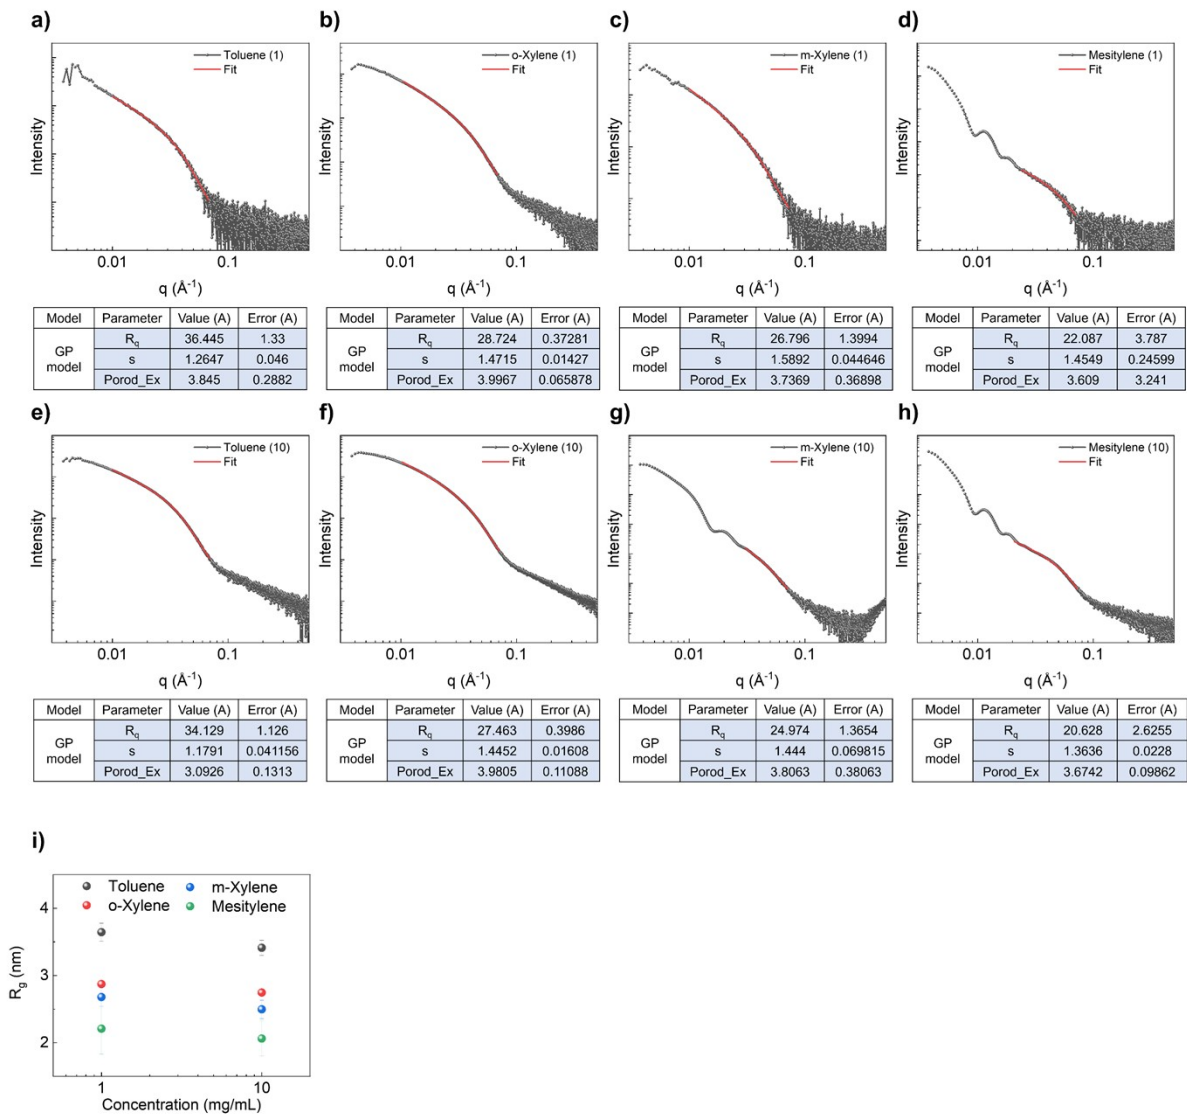 a)
Toluene (1)
Fit
Intensity
0.01
0.1
q (Å⁻¹)
b)
o-Xylene (1)
Fit
Intensity
0.01
0.1
q (Å⁻¹)
c)
m-Xylene (1)
Fit
Intensity
0.01
0.1
q (Å⁻¹)
d)
Mesitylene (1)
Fit
Intensity
0.01
0.1
q (Å⁻¹)
Model Parameter Value (A) Error (A)
GP model
Rq 36.445 1.33
s 1.2647 0.046
Porod_Ex 3.845 0.2882
Model Parameter Value (A) Error (A)
GP model
Rq 28.724 0.37281
s 1.4715 0.01427
Porod_Ex 3.9967 0.065878
Model Parameter Value (A) Error (A)
GP model
Rq 26.796 1.3994
s 1.5892 0.044646
Porod_Ex 3.7369 0.36898
Model Parameter Value (A) Error (A)
GP model
Rq 22.087 3.787
s 1.4549 0.24599
Porod_Ex 3.609 3.241
e)
Toluene (10)
Fit
Intensity
0.01
0.1
q (Å⁻¹)
f)
o-Xylene (10)
Fit
Intensity
0.01
0.1
q (Å⁻¹)
g)
m-Xylene (10)
Fit
Intensity
0.01
0.1
q (Å⁻¹)
h)
Mesitylene (10)
Fit
Intensity
0.01
0.1
q (Å⁻¹)
Model Parameter Value (A) Error (A)
GP model
Rq 34.129 1.126
s 1.1791 0.041156
Porod_Ex 3.0926 0.1313
Model Parameter Value (A) Error (A)
GP model
Rq 27.463 0.3986
s 1.4452 0.01608
Porod_Ex 3.9805 0.11088
Model Parameter Value (A) Error (A)
GP model
Rq 24.974 1.3654
s 1.444 0.069815
Porod_Ex 3.8063 0.38063
Model Parameter Value (A) Error (A)
GP model
Rq 20.628 2.6255
s 1.3636 0.0228
Porod_Ex 3.6742 0.09862
i)
Toluene
m-Xylene
o-Xylene
Mesitylene
4
3
2
Rg (nm)
1
10
Concentration (mg/mL)